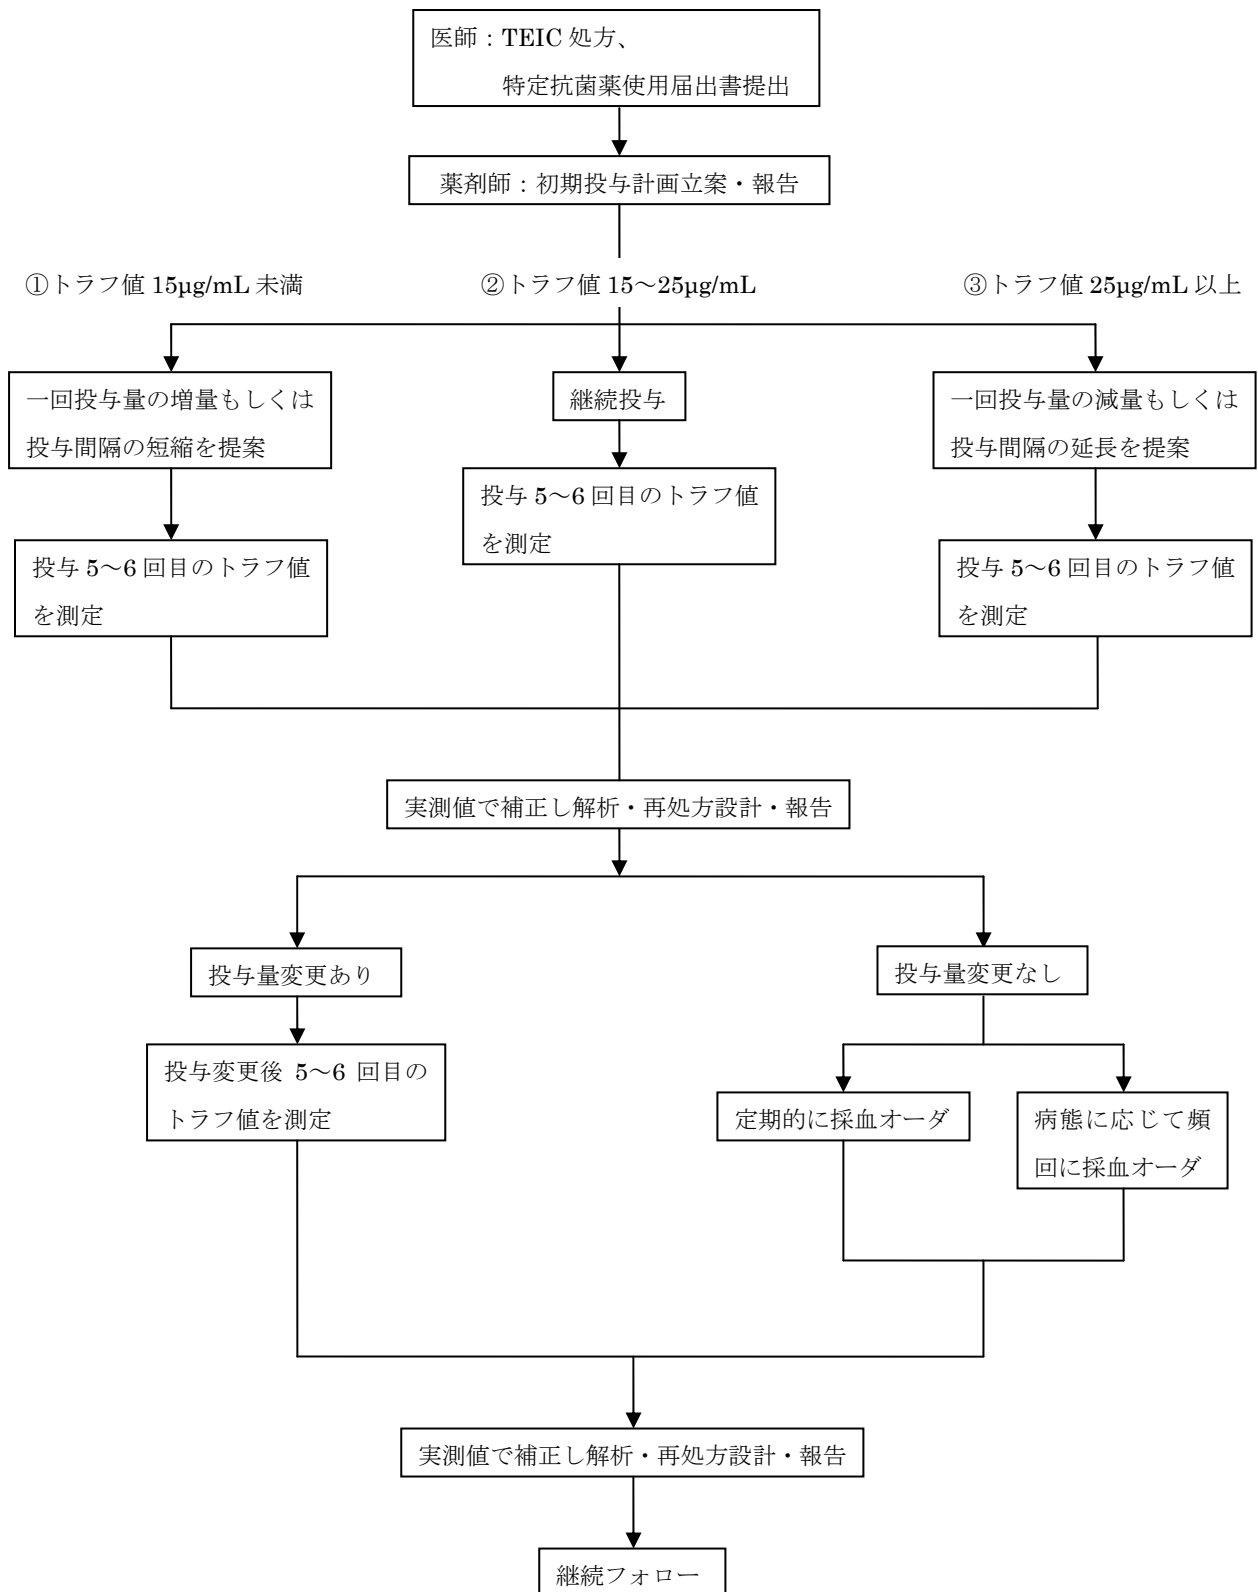 医師：TEIC 処方、
特定抗菌薬使用届出書提出
薬剤師：初期投与計画立案・報告
①トラフ値 15μg/mL 未満
②トラフ値 15～25μg/mL
③トラフ値 25μg/mL 以上
一回投与量の増量もしくは
投与間隔の短縮を提案
継続投与
一回投与量の減量もしくは
投与間隔の延長を提案
投与 5～6 回目のトラフ値
を測定
投与 5～6 回目のトラフ値
を測定
投与 5～6 回目のトラフ値
を測定
実測値で補正し解析・再処方設計・報告
投与量変更あり
投与量変更なし
投与変更後 5～6 回目の
トラフ値を測定
定期的に採血オーダ
病態に応じて頻
回に採血オーダ
実測値で補正し解析・再処方設計・報告
継続フォロー